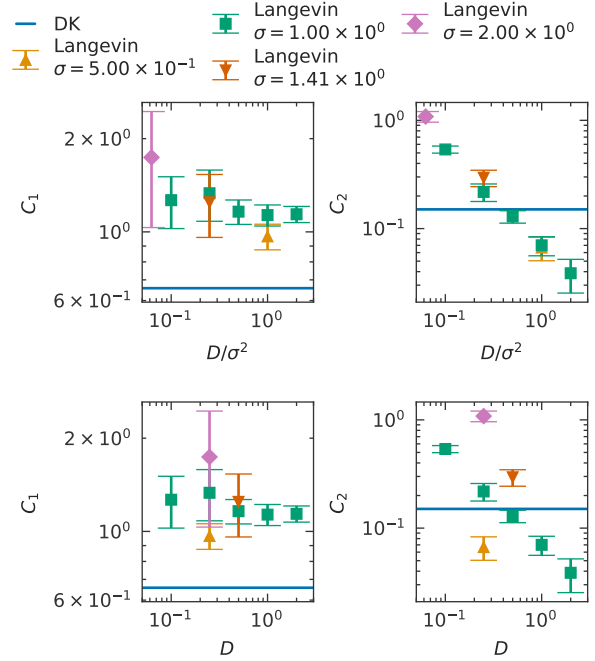 DK
Langevin
σ = 5.00 × 10⁻¹
Langevin
σ = 1.00 × 10⁰
Langevin
σ = 1.41 × 10⁰
Langevin
σ = 2.00 × 10⁰
C₁
2 × 10⁰
10⁰
6 × 10⁻¹
10⁻¹
10⁰
D/σ²
C₂
10⁰
10⁻¹
10⁻¹
10⁰
D/σ²
C₁
2 × 10⁰
10⁰
6 × 10⁻¹
10⁻¹
10⁰
D
C₂
10⁰
10⁻¹
10⁻¹
10⁰
D